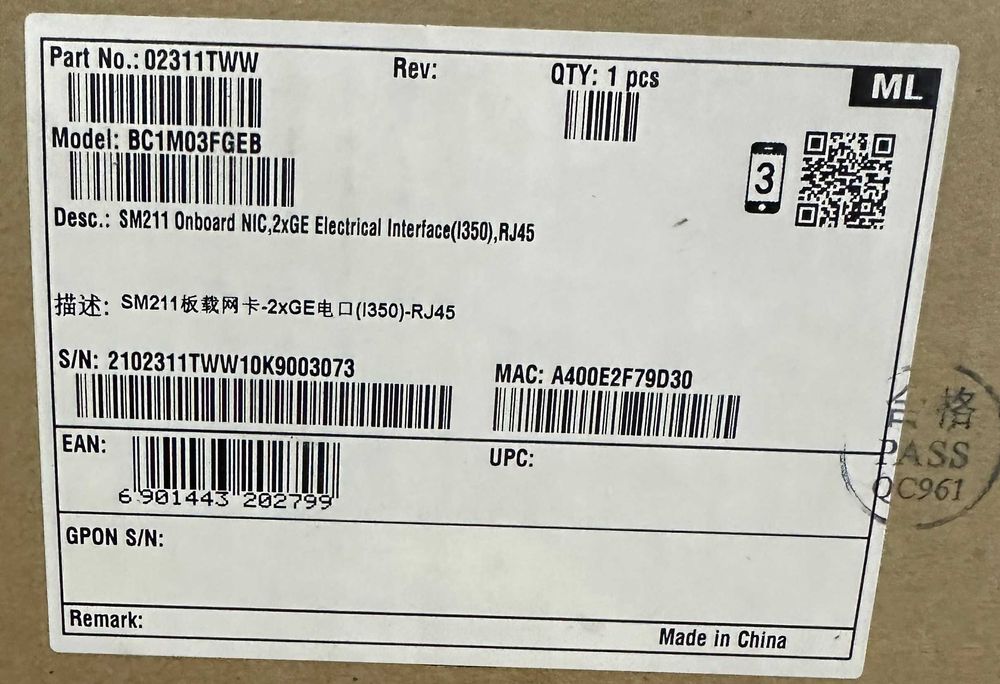 Part No.: 02311TWW
Rev:
QTY: 1 pcs
ML
Model: BC1M03FGEB
3
Desc.: SM211 Onboard NIC,2xGE Electrical Interface(I350),RJ45
描述: SM211板载网卡-2xGE电口(I350)-RJ45
S/N: 2102311TWW10K9003073
MAC: A400E2F79D30
EAN:
6 901443 202799
UPC:
格
PASS
QC961
GPON S/N:
Remark:
Made in China